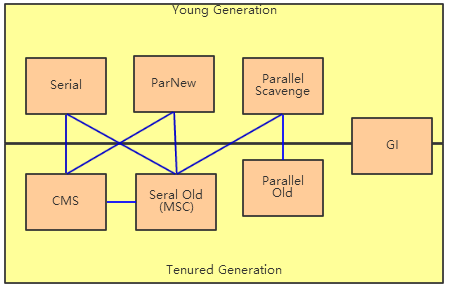 Young Generation
Serial
ParNew
Parallel
Scavenge
GI
CMS
Seral Old
(MSC)
Parallel
Old
Tenured Generation